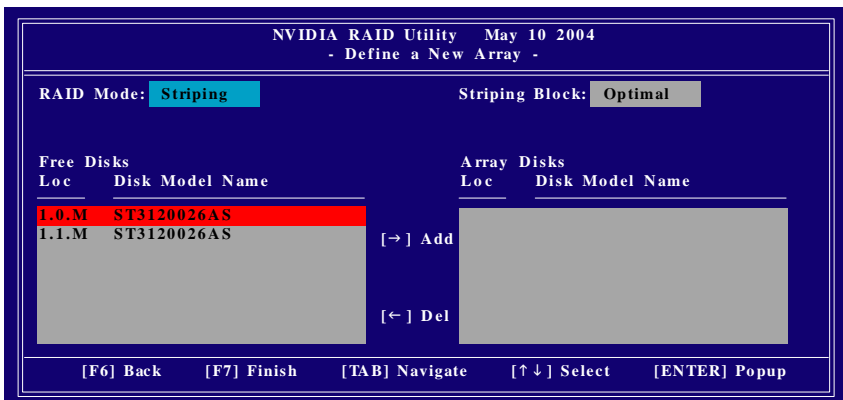 NVIDIA RAID Utility May 10 2004
- Define a New Array -
RAID Mode: Striping Striping Block: Optimal
Free Disks Array Disks
Loc Disk Model Name Loc Disk Model Name
1.0.M ST3120026AS
1.1.M ST3120026AS
[→] Add
[←] Del
[F6] Back [F7] Finish [TAB] Navigate [↑↓] Select [ENTER] Popup